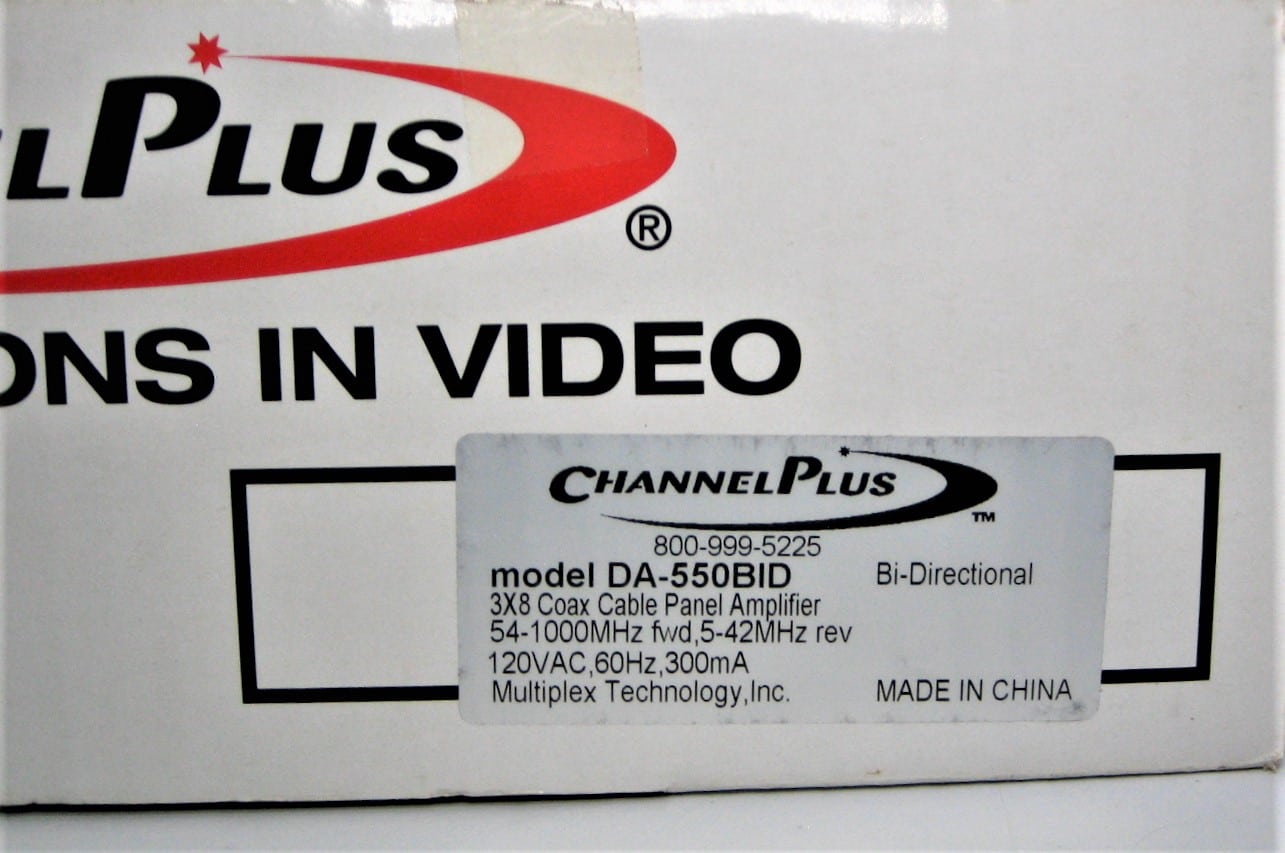 LPLUS
®
ONS IN VIDEO
CHANNELPLUS
TM
800-999-5225
model DA-550BID Bi-Directional
3X8 Coax Cable Panel Amplifier
54-1000MHz fwd,5-42MHz rev
120VAC,60Hz,300mA
Multiplex Technology,Inc. MADE IN CHINA